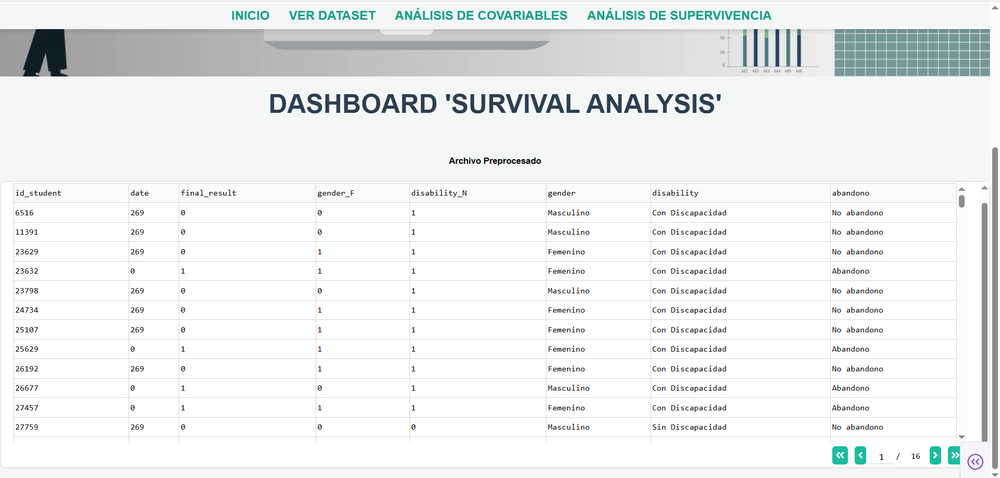 INICIO VER DATASET ANÁLISIS DE COVARIABLES ANÁLISIS DE SUPERVIVENCIA
50
25
0
M1 M2 M3 M4 M5 M6
DASHBOARD 'SURVIVAL ANALYSIS'
Archivo Preprocesado
id_student date final_result gender_F disability_N gender disability abandono
6516 269 0 0 1 Masculino Con Discapacidad No abandono
11391 269 0 0 1 Masculino Con Discapacidad No abandono
23629 269 0 1 1 Femenino Con Discapacidad No abandono
23632 0 1 1 1 Femenino Con Discapacidad Abandono
23798 269 0 0 1 Masculino Con Discapacidad No abandono
24734 269 0 1 1 Femenino Con Discapacidad No abandono
25107 269 0 1 1 Femenino Con Discapacidad No abandono
25629 0 1 1 1 Femenino Con Discapacidad Abandono
26192 269 0 1 1 Femenino Con Discapacidad No abandono
26677 0 1 0 1 Masculino Con Discapacidad Abandono
27457 0 1 1 1 Femenino Con Discapacidad Abandono
27759 269 0 0 0 Masculino Sin Discapacidad No abandono
1 / 16